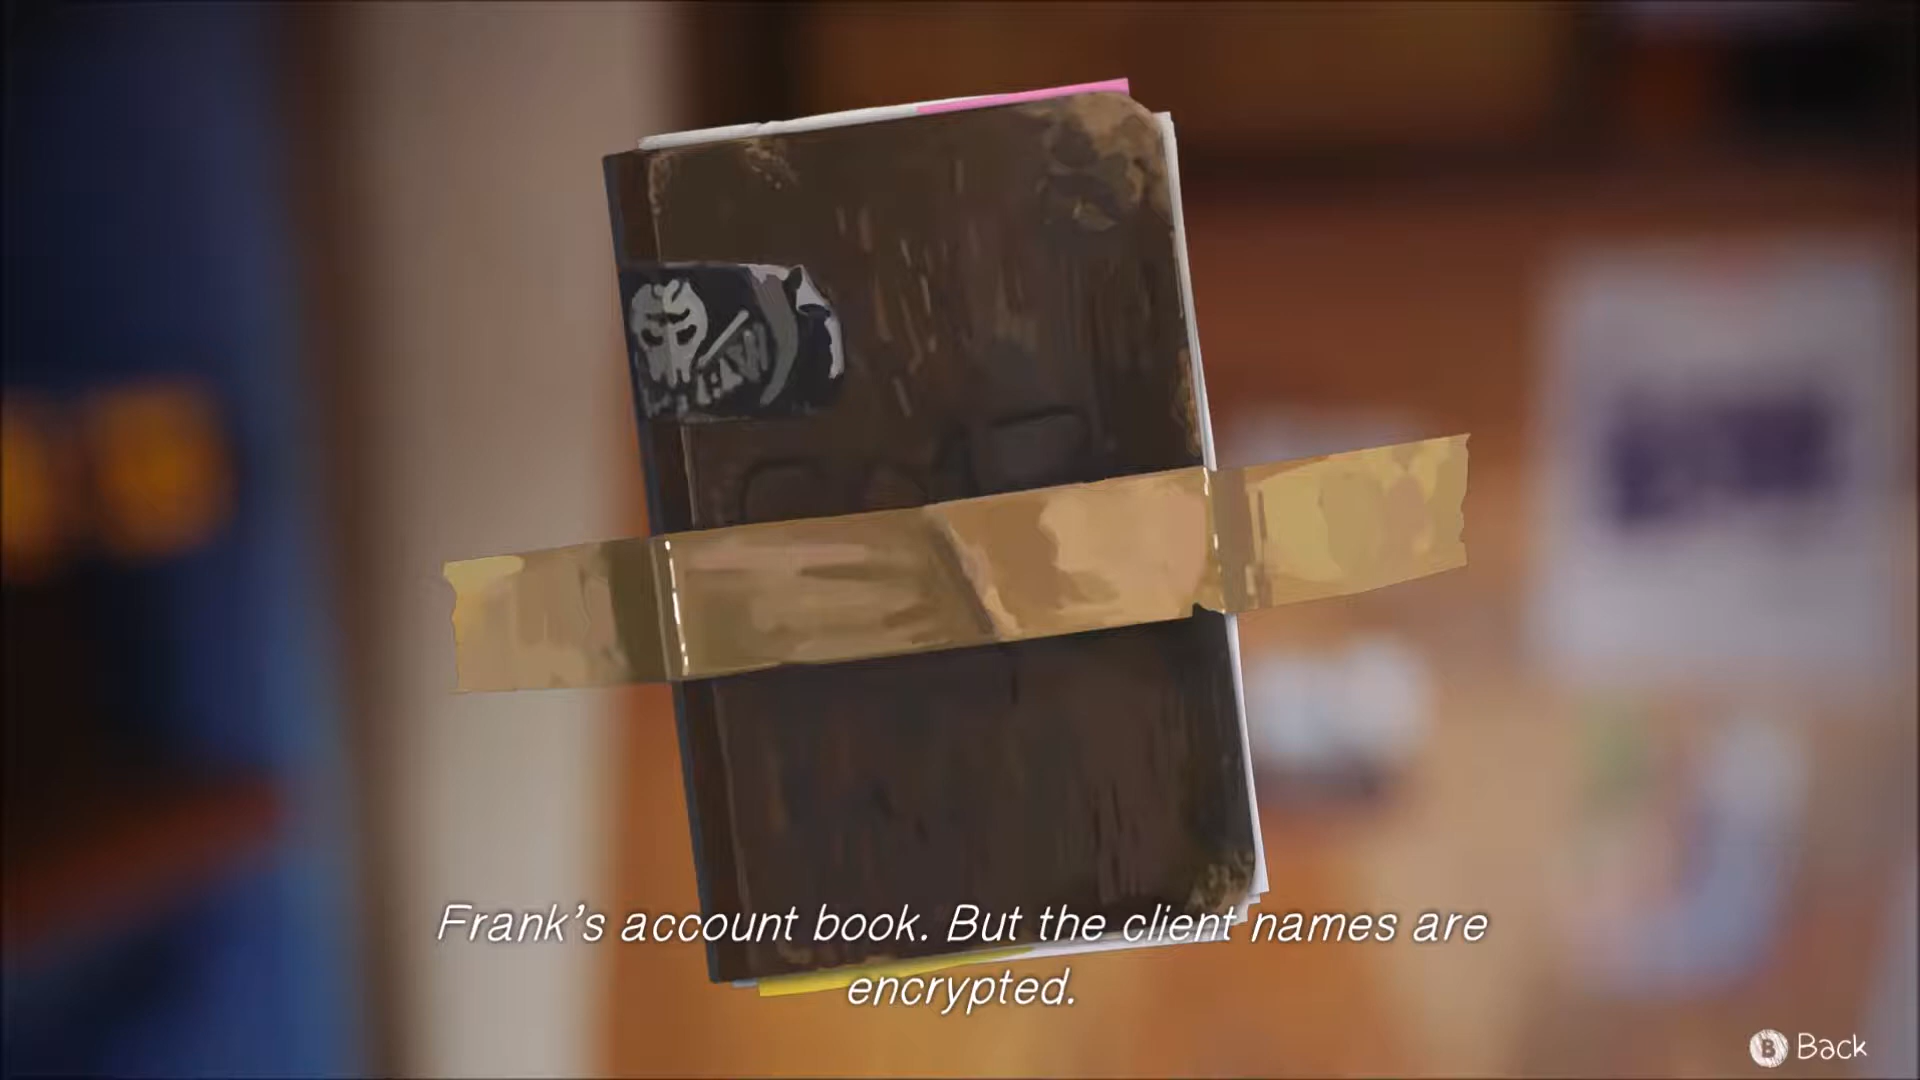 Frank's account book. But the client names are
encrypted.
B Back